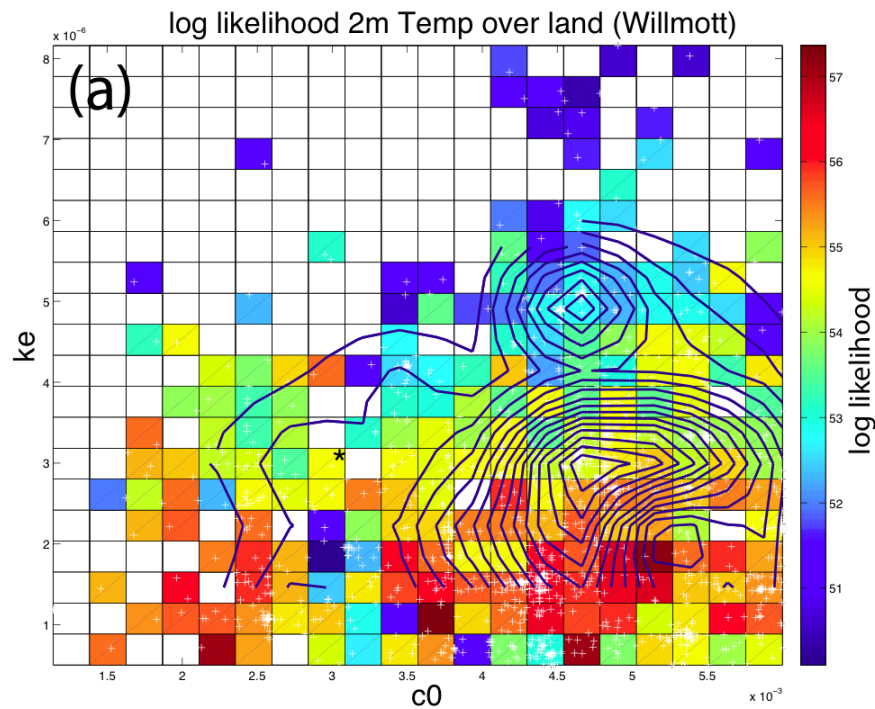 log likelihood 2m Temp over land (Willmott)
x 10⁻⁶
(a)
8
7
6
5
4
3
2
1
ke
*
1.5 2 2.5 3 3.5 4 4.5 5 5.5
x 10⁻³
c0
57
56
55
54
53
52
51
log likelihood